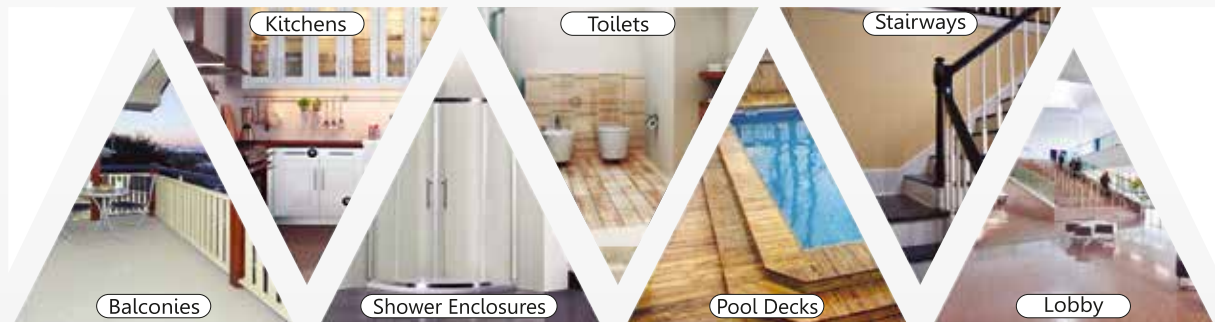 Kitchens
Toilets
Stairways
Balconies
Shower Enclosures
Pool Decks
Lobby